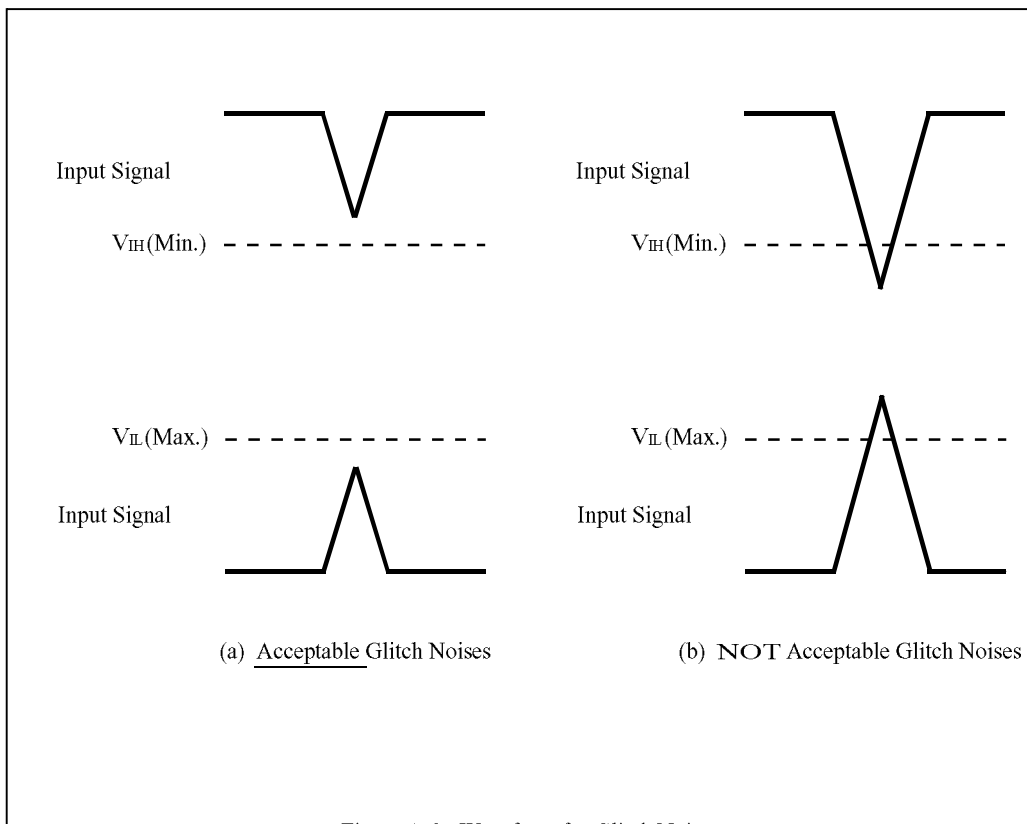 Input Signal
VIH(Min.)
VIL(Max.)
Input Signal
(a) Acceptable Glitch Noises
Input Signal
VIH(Min.)
VIL(Max.)
Input Signal
(b) NOT Acceptable Glitch Noises